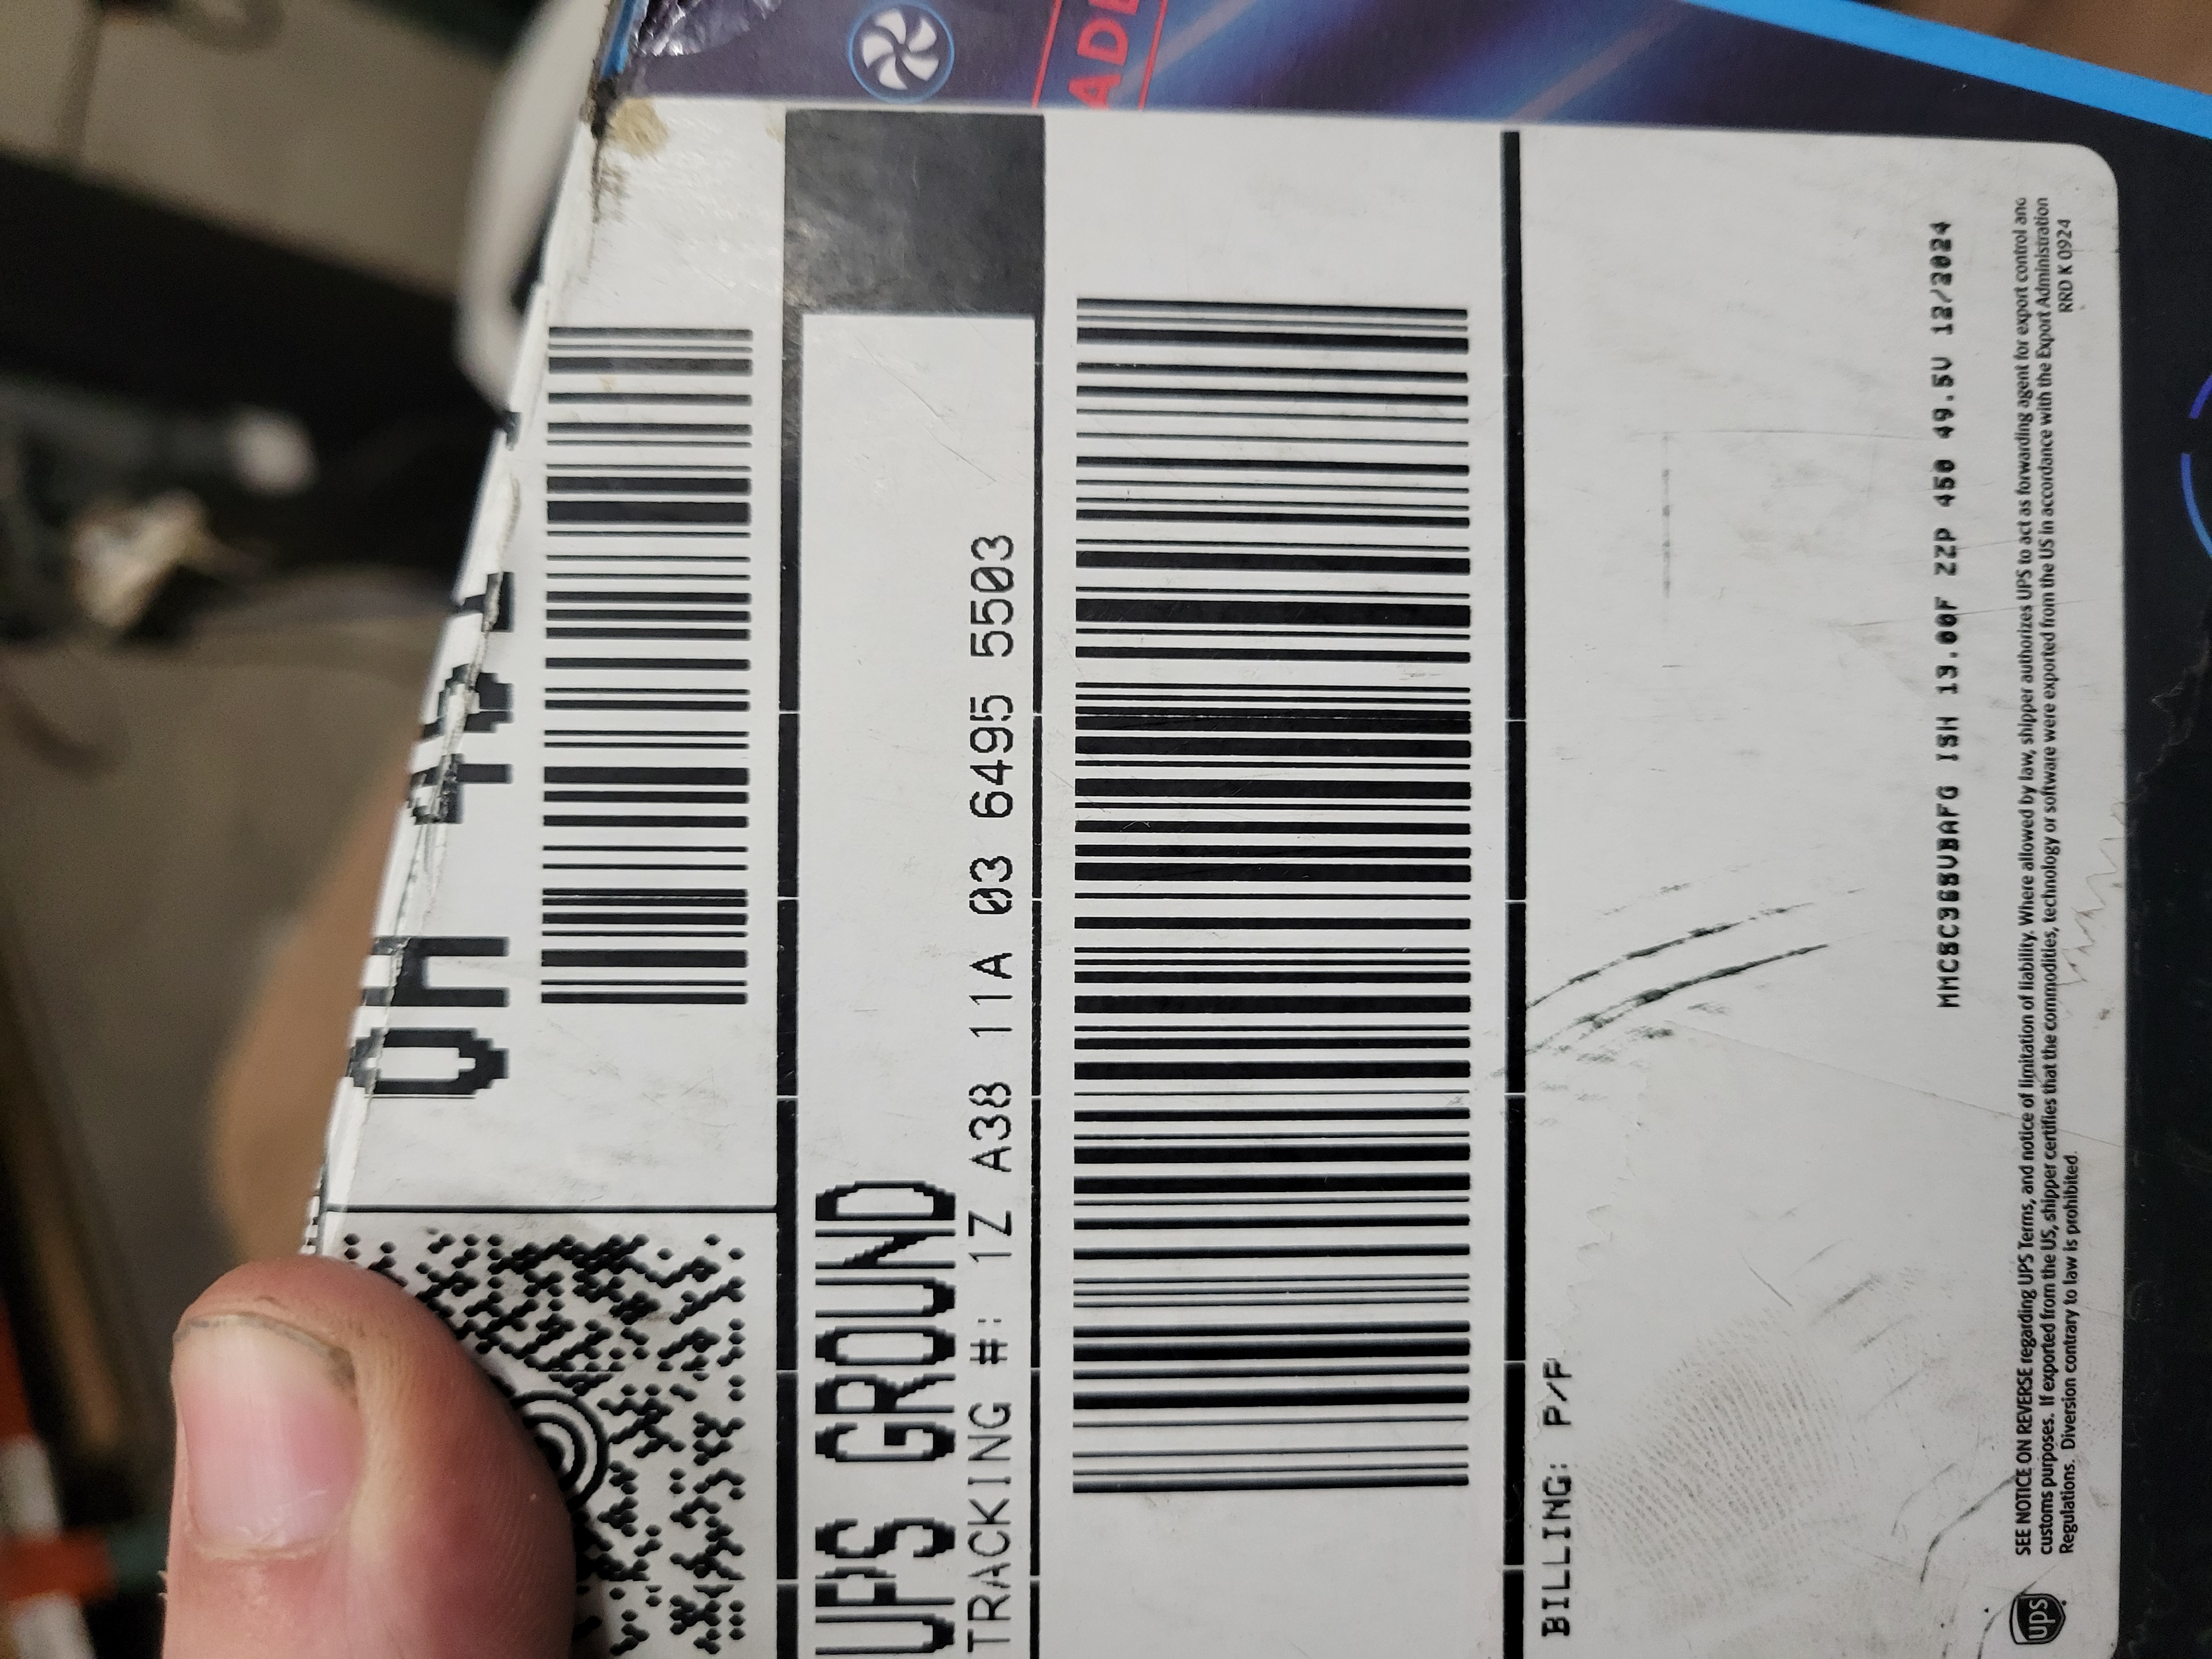 ADL
OH
UPS GROUND
TRACKING #: 1Z A38 11A 03 6495 5503
BILLING: P/P
MMC8C368VBAFG ISH 13.00F ZZP 450 49.5V 12/2024
SEE NOTICE ON REVERSE regarding UPS Terms, and notice of limitation of liability. Where allowed by law, shipper authorizes UPS to act as forwarding agent for export control and
customs purposes. If exported from the US, shipper certifies that the commodities, technology or software were exported from the US in accordance with the Export Administration
Regulations. Diversion contrary to law is prohibited.
RRD K 0924
ups